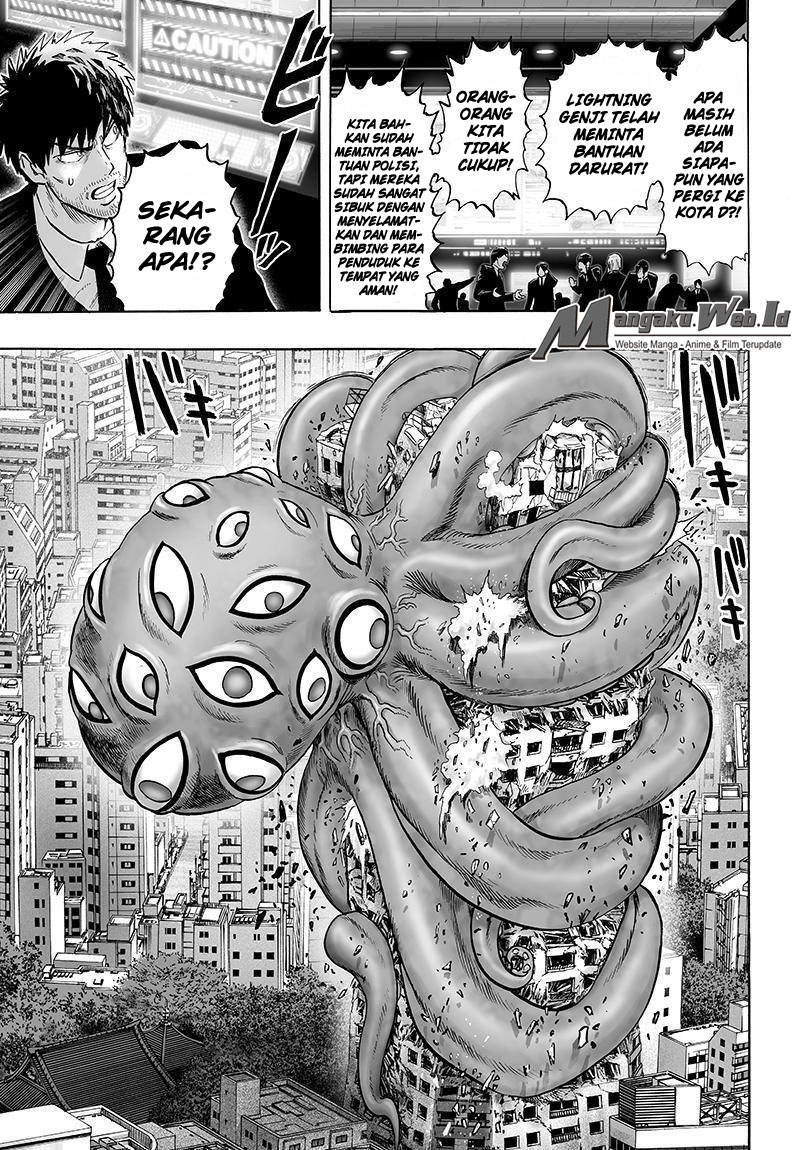 APA
MASIH
BELUM
ADA
SIAPA-
PUN YANG
PERGI KE
KOTA D?!
LIGHTNING
GENJI TELAH
MEMINTA
BANTUAN
DARURAT!
ORANG-
ORANG
KITA
TIDAK
CUKUP!
KITA BAH-
KAN SUDAH
MEMINTA BAN-
TUAN POLISI,
TAPI MEREKA
SUDAH SANGAT
SIBUK DENGAN
MENYELAMAT-
KAN DAN MEM-
BIMBING PARA
PENDUDUK KE
TEMPAT YANG
AMAN!
CAUTION
ビーッ
SEKA-
RANG
APA!?
Mangaku.Web.Id
Website Manga - Anime & Film Terupdate
バキ
バキ
バキ